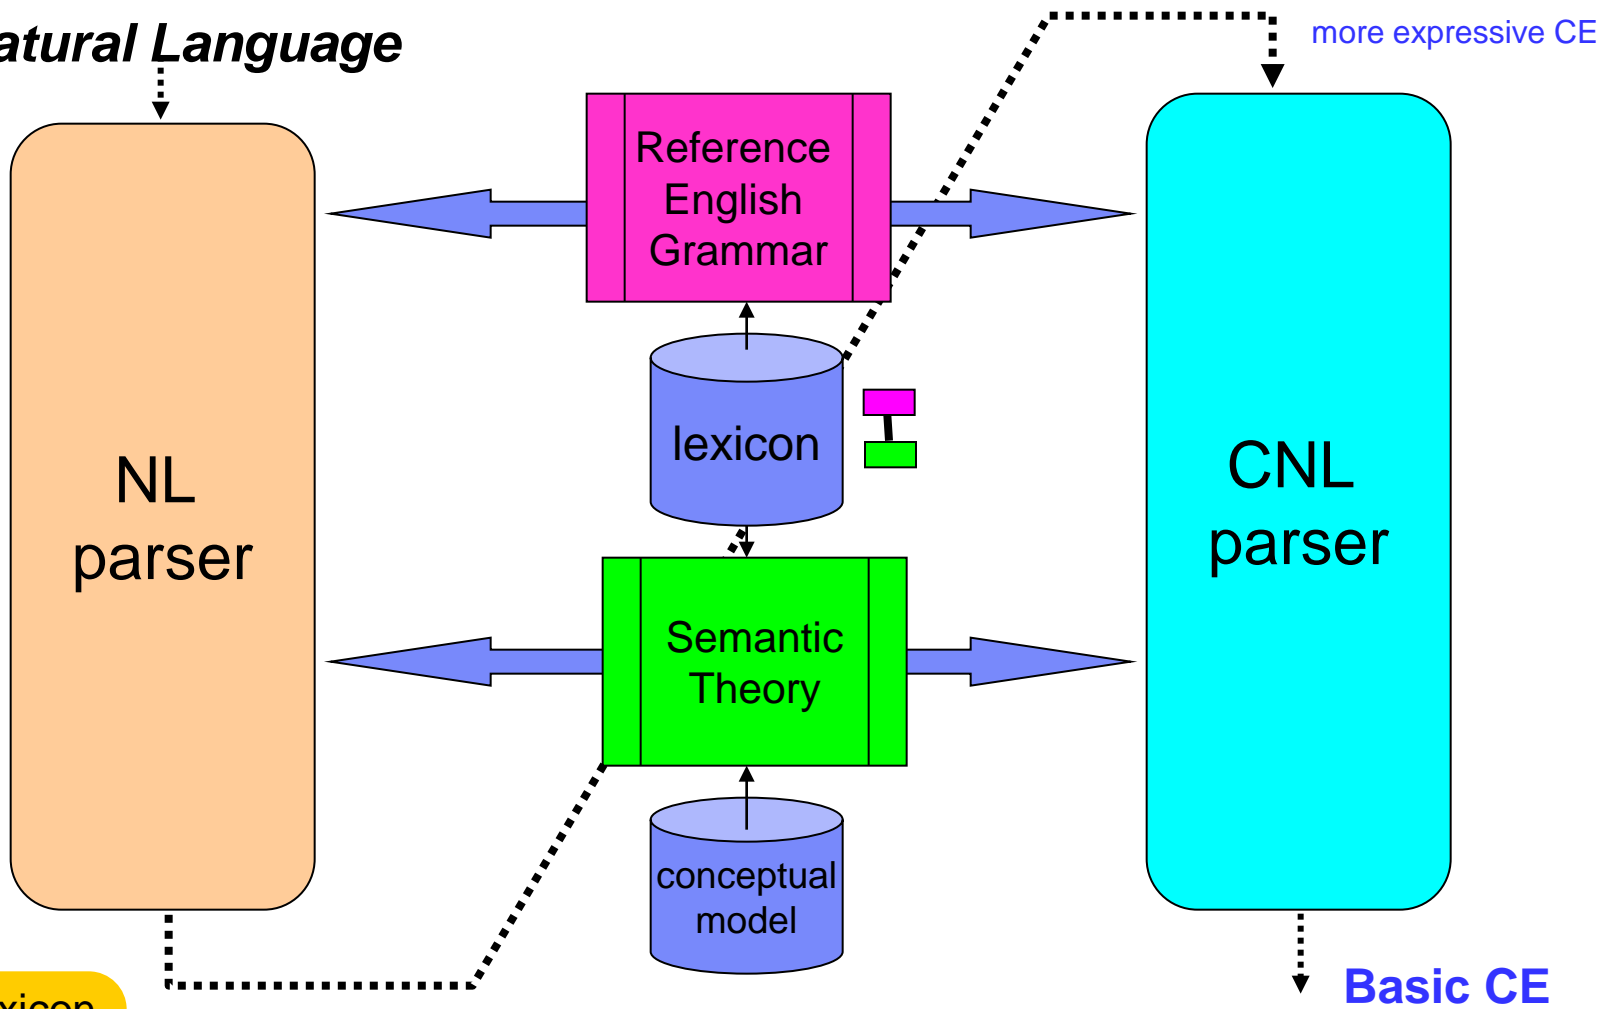 atural Language
more expressive CE
Reference
English
Grammar
lexicon
NL
parser
CNL
parser
Semantic
Theory
conceptual
model
xicon
Basic CE